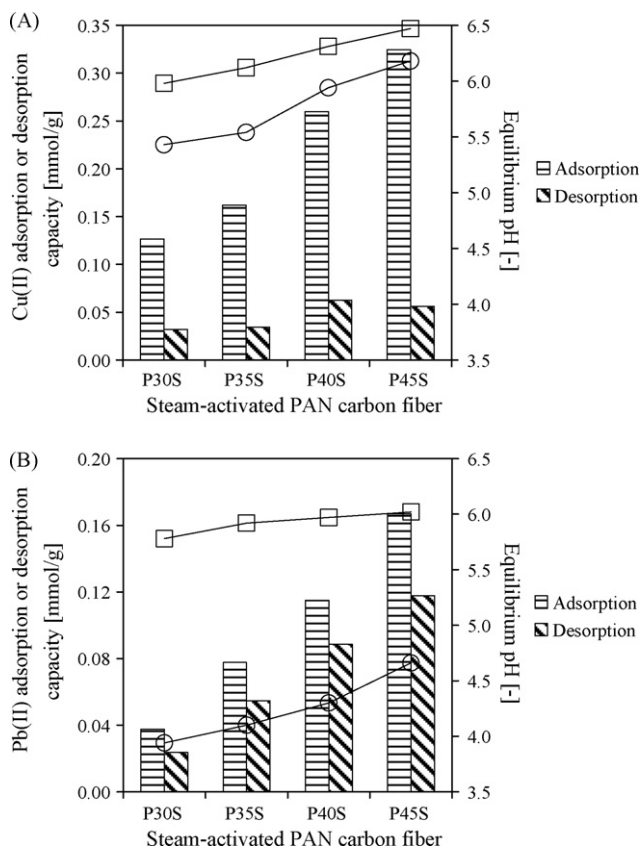 (A)
Cu(II) adsorption or desorption
capacity [mmol/g]
0.35
0.30
0.25
0.20
0.15
0.10
0.05
0.00
6.5
6.0
5.5
5.0
4.5
4.0
3.5
Equilibrium pH [-]
Adsorption
Desorption
P30S P35S P40S P45S
Steam-activated PAN carbon fiber
(B)
Pb(II) adsorption or desorption
capacity [mmol/g]
0.20
0.16
0.12
0.08
0.04
0.00
6.5
6.0
5.5
5.0
4.5
4.0
3.5
Equilibrium pH [-]
Adsorption
Desorption
P30S P35S P40S P45S
Steam-activated PAN carbon fiber